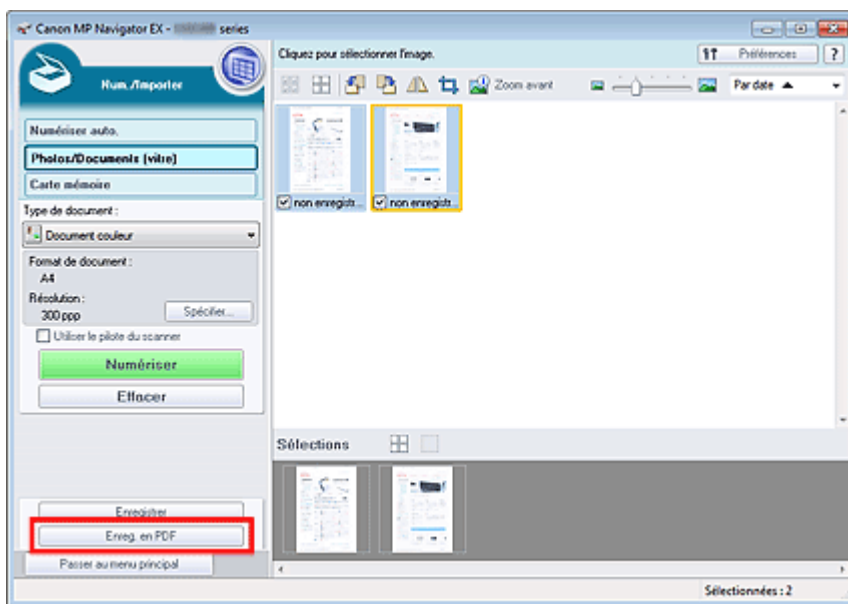 Canon MP Navigator EX - series
Num./Importer
Cliquez pour sélectionner l'image.
Préférences
?
Zoom avant
Par date
Numériser auto.
Photos/Documents (vitre)
Carte mémoire
non enregistr...
non enregistr...
Type de document :
Document couleur
Format de document :
A4
Résolution :
300 ppp
Spécifier...
Utiliser le pilote du scanner
Numériser
Effacer
Sélections
Enregistrer
Enreg. en PDF
Passer au menu principal
Sélectionnées : 2